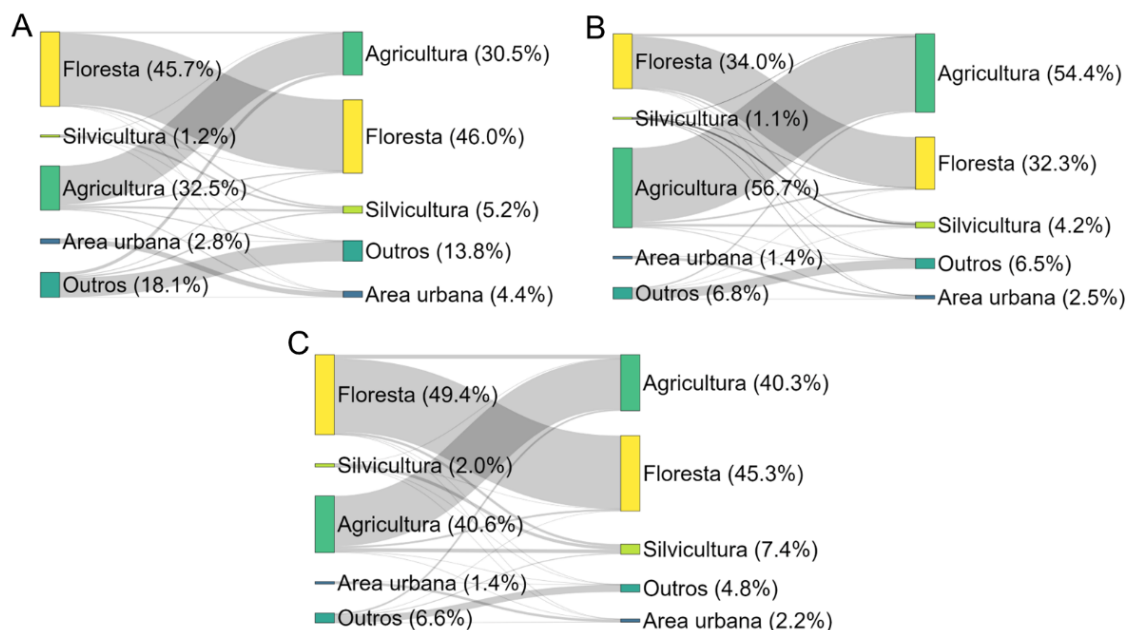 A
Floresta (45.7%)
Silvicultura (1.2%)
Agricultura (32.5%)
Area urbana (2.8%)
Outros (18.1%)
Agricultura (30.5%)
Floresta (46.0%)
Silvicultura (5.2%)
Outros (13.8%)
Area urbana (4.4%)
B
Floresta (34.0%)
Silvicultura (1.1%)
Agricultura (56.7%)
Area urbana (1.4%)
Outros (6.8%)
Agricultura (54.4%)
Floresta (32.3%)
Silvicultura (4.2%)
Outros (6.5%)
Area urbana (2.5%)
C
Floresta (49.4%)
Silvicultura (2.0%)
Agricultura (40.6%)
Area urbana (1.4%)
Outros (6.6%)
Agricultura (40.3%)
Floresta (45.3%)
Silvicultura (7.4%)
Outros (4.8%)
Area urbana (2.2%)